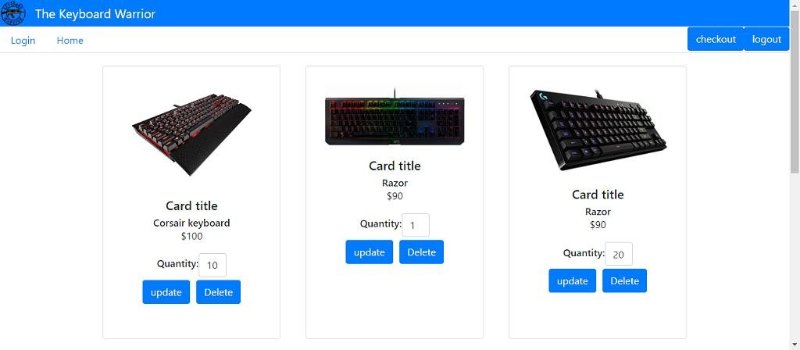 The Keyboard Warrior
Login Home checkout logout
Card title
Corsair keyboard
$100
Quantity: 10
update Delete
Card title
Razor
$90
Quantity: 1
update Delete
Card title
Razor
$90
Quantity: 20
update Delete